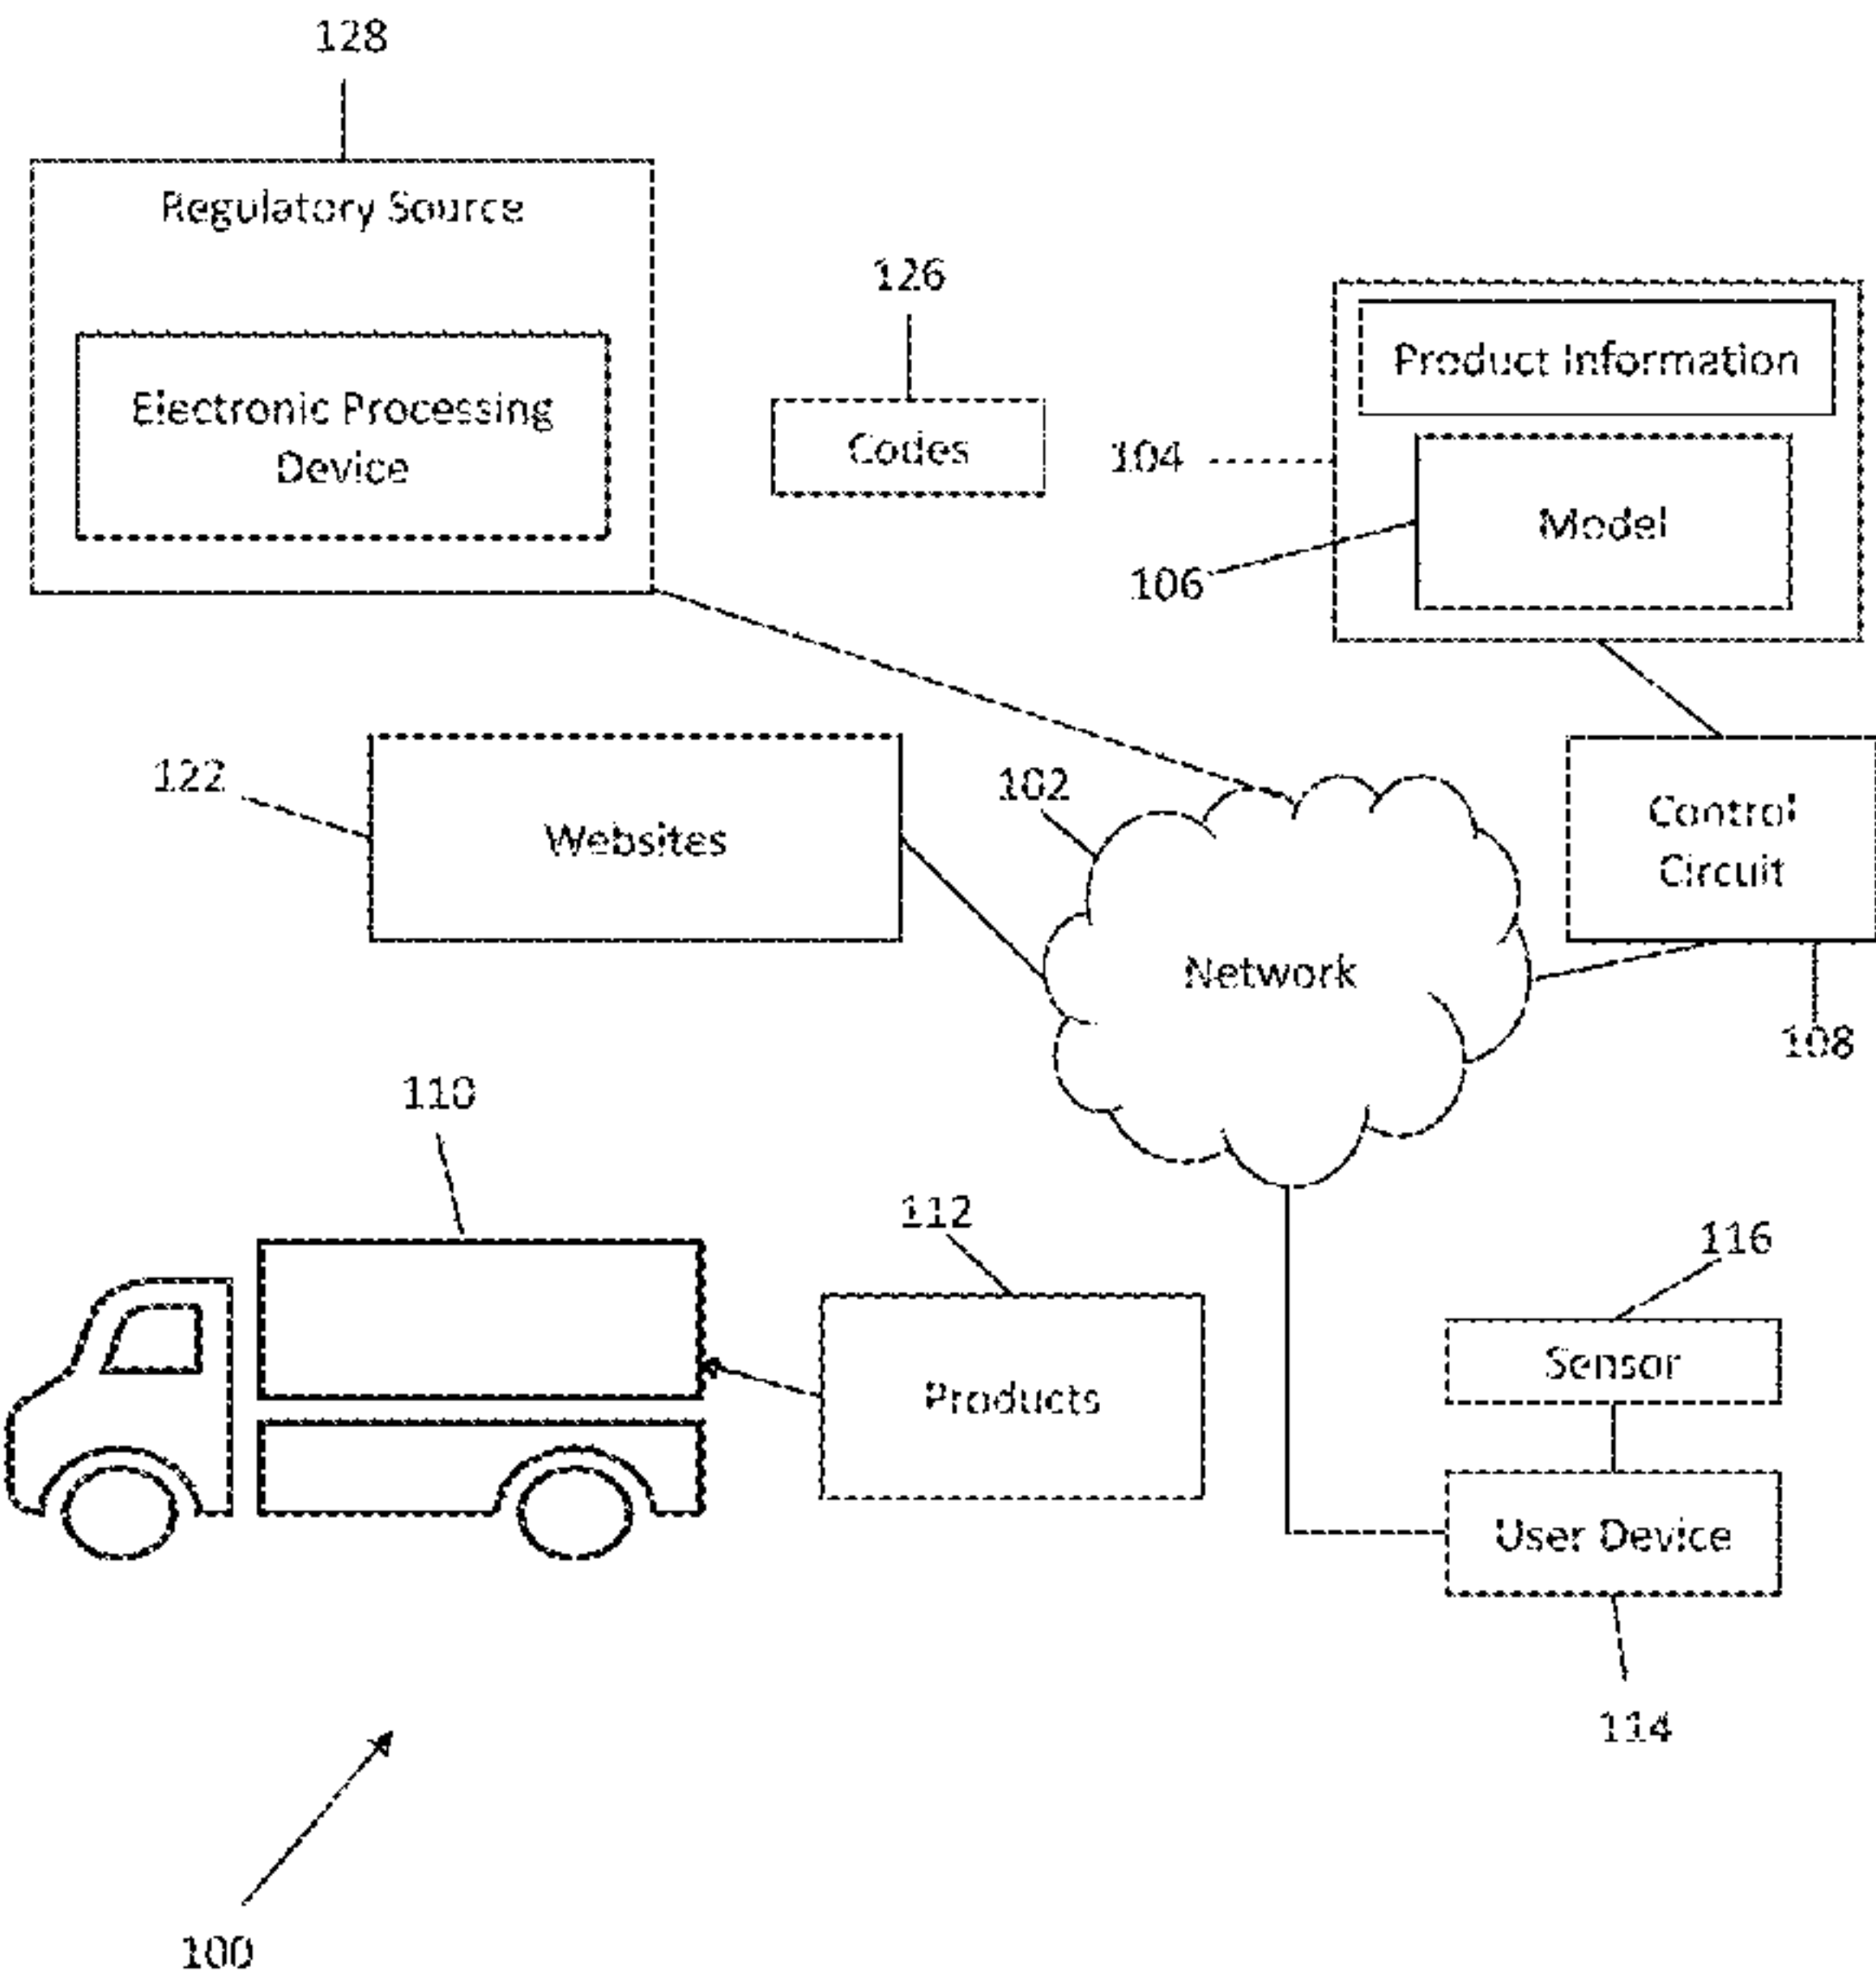 128
Regulatory Source
Electronic Processing
Device
126
Codes
Product Information
104
Model
106
122
Websites
102
Control
Circuit
Network
108
110
112
Products
116
Sensor
User Device
114
100